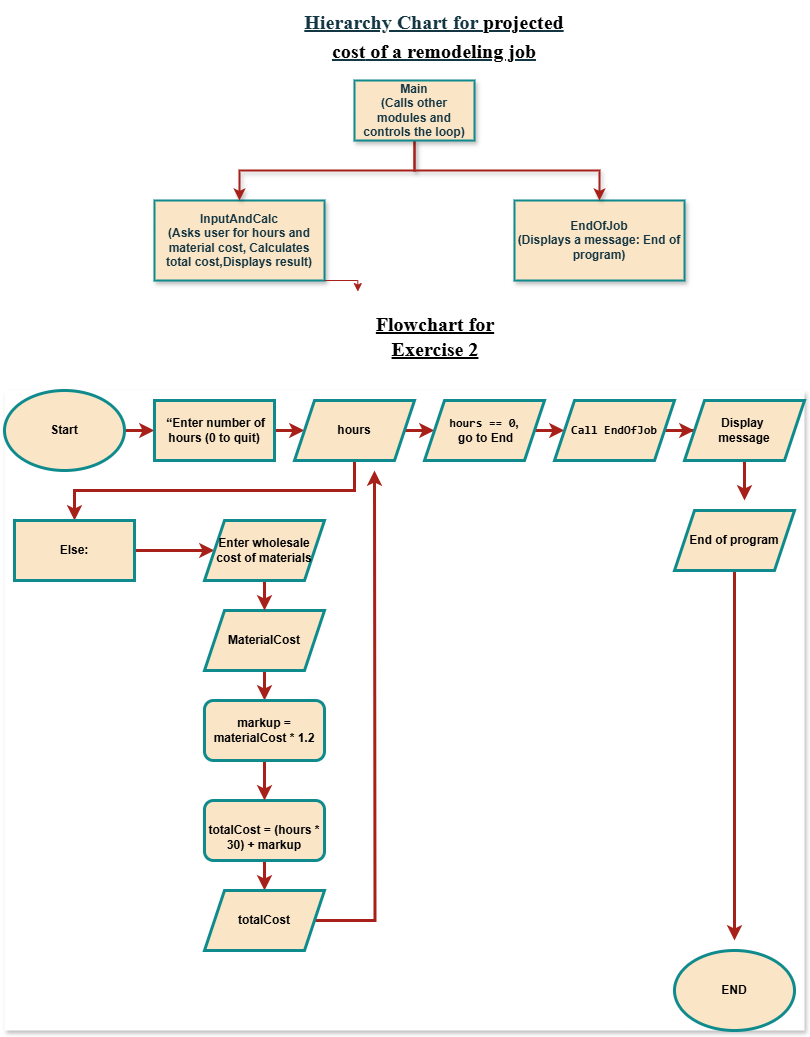 Hierarchy Chart for projected
cost of a remodeling job
Main
(Calls other
modules and
controls the loop)
InputAndCalc
(Asks user for hours and
material cost, Calculates
total cost,Displays result)
EndOfJob
(Displays a message: End of
program)
Flowchart for
Exercise 2
Start
“Enter number of
hours (0 to quit)
hours
hours == 0,
go to End
Call EndOfJob
Display
message
Else:
Enter wholesale
cost of materials
End of program
MaterialCost
markup =
materialCost * 1.2
totalCost = (hours *
30) + markup
totalCost
END